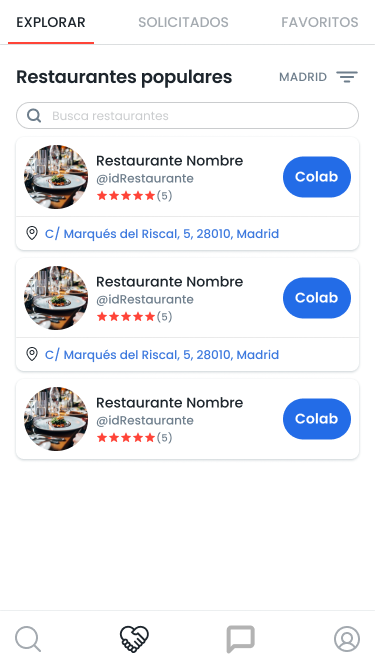 EXPLORAR
SOLICITADOS
FAVORITOS
Restaurantes populares
MADRID
Busca restaurantes
Restaurante Nombre
@idRestaurante
(5)
Colab
C/ Marqués del Riscal, 5, 28010, Madrid
Restaurante Nombre
@idRestaurante
(5)
Colab
C/ Marqués del Riscal, 5, 28010, Madrid
Restaurante Nombre
@idRestaurante
(5)
Colab